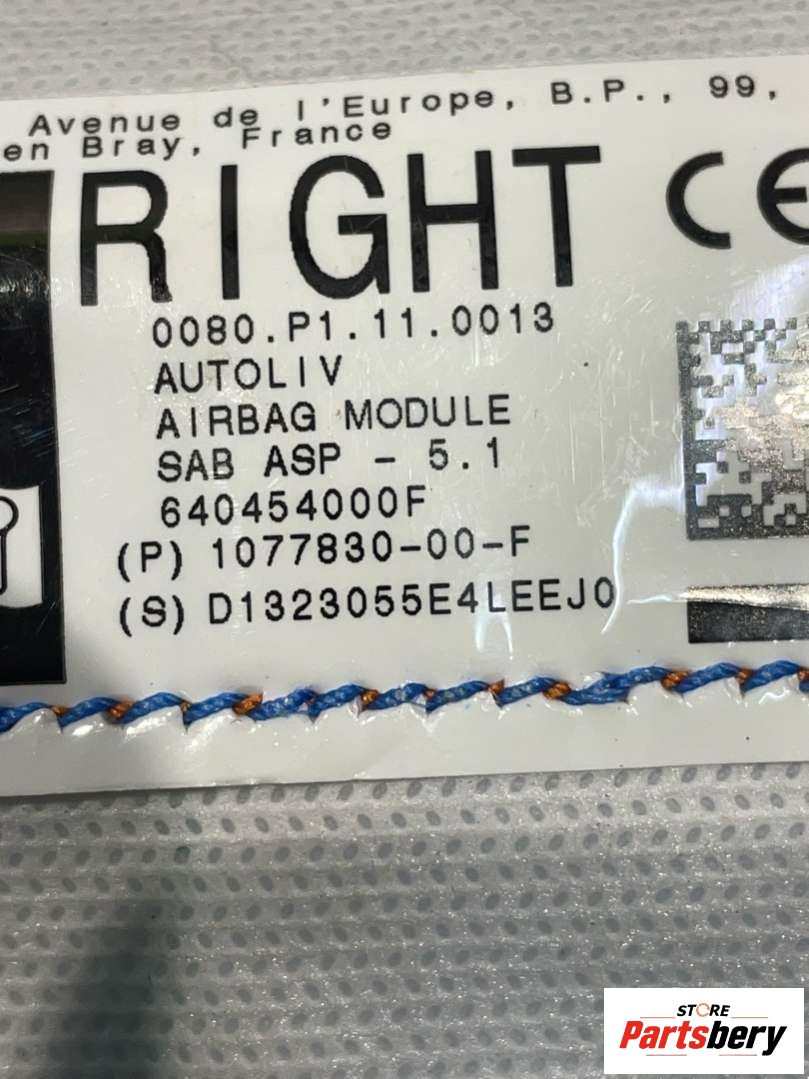 Avenue de l'Europe, B.P., 99,
en Bray, France
RIGHT CE
0080.P1.11.0013
AUTOLIV
AIRBAG MODULE
SAB ASP - 5.1
640454000F
(P) 1077830-00-F
(S) D1323055E4LEEJ0
STORE
Partsbery